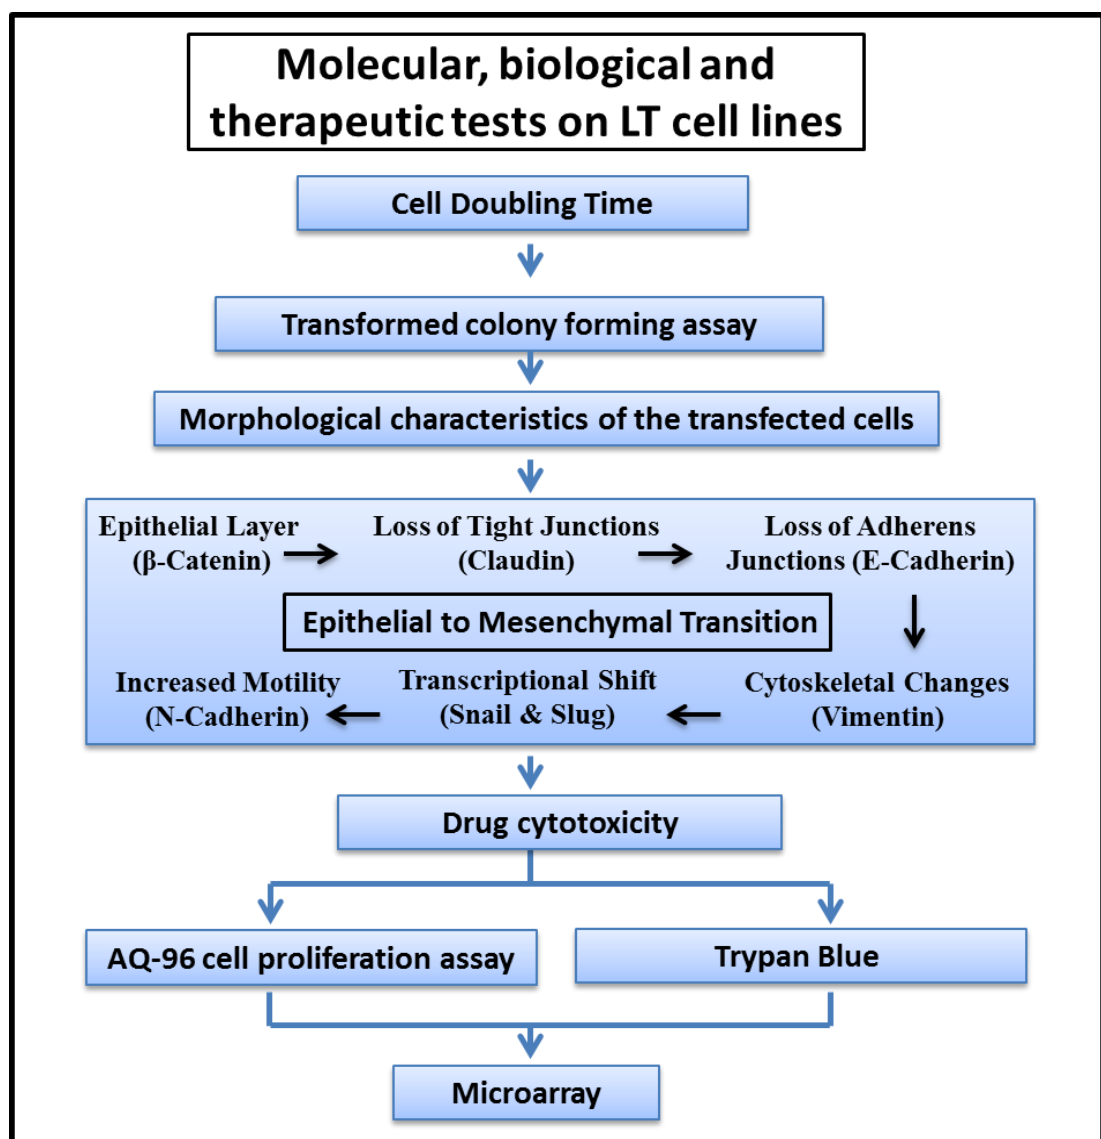 Molecular, biological and
therapeutic tests on LT cell lines
Cell Doubling Time
Transformed colony forming assay
Morphological characteristics of the transfected cells
Epithelial Layer
(β-Catenin)
Loss of Tight Junctions
(Claudin)
Loss of Adherens
Junctions (E-Cadherin)
Epithelial to Mesenchymal Transition
Increased Motility
(N-Cadherin)
Transcriptional Shift
(Snail & Slug)
Cytoskeletal Changes
(Vimentin)
Drug cytotoxicity
AQ-96 cell proliferation assay
Trypan Blue
Microarray